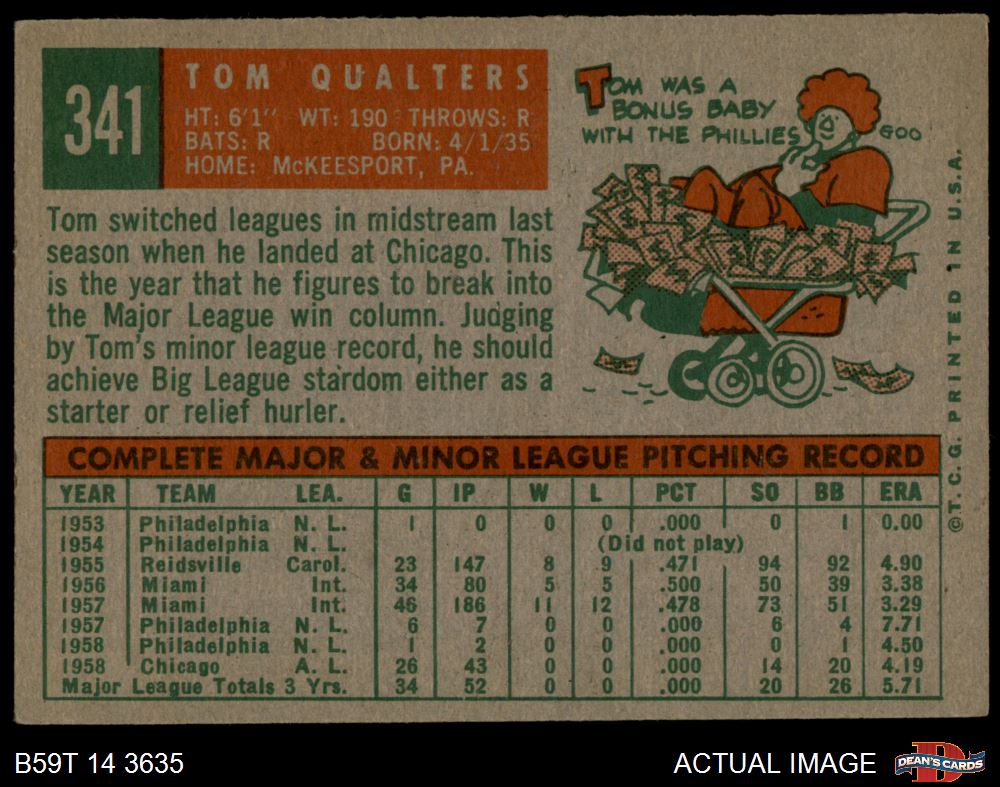 341
TOM QUALTERS
HT: 6'1" WT: 190 THROWS: R
BATS: R BORN: 4/1/35
HOME: McKEESPORT, PA.
TOM WAS A
BONUS BABY
WITH THE PHILLIES
GOO
Tom switched leagues in midstream last
season when he landed at Chicago. This
is the year that he figures to break into
the Major League win column. Judging
by Tom's minor league record, he should
achieve Big League stardom either as a
starter or relief hurler.
COMPLETE MAJOR & MINOR LEAGUE PITCHING RECORD
YEAR TEAM LEA. G IP W L PCT SO BB ERA
1953 Philadelphia N. L. 1 0 0 0 .000 0 1 0.00
1954 Philadelphia N. L. (Did not play)
1955 Reidsville Carol. 23 147 8 9 .471 94 92 4.90
1956 Miami Int. 34 80 5 5 .500 50 39 3.38
1957 Miami Int. 46 186 11 12 .478 73 51 3.29
1957 Philadelphia N. L. 6 7 0 0 .000 6 4 7.71
1958 Philadelphia N. L. 1 2 0 0 .000 0 1 4.50
1958 Chicago A. L. 26 43 0 0 .000 14 20 4.19
Major League Totals 3 Yrs. 34 52 0 0 .000 20 26 5.71
©T.C.G. PRINTED IN U.S.A.
B59T 14 3635
ACTUAL IMAGE
DEAN'S CARDS